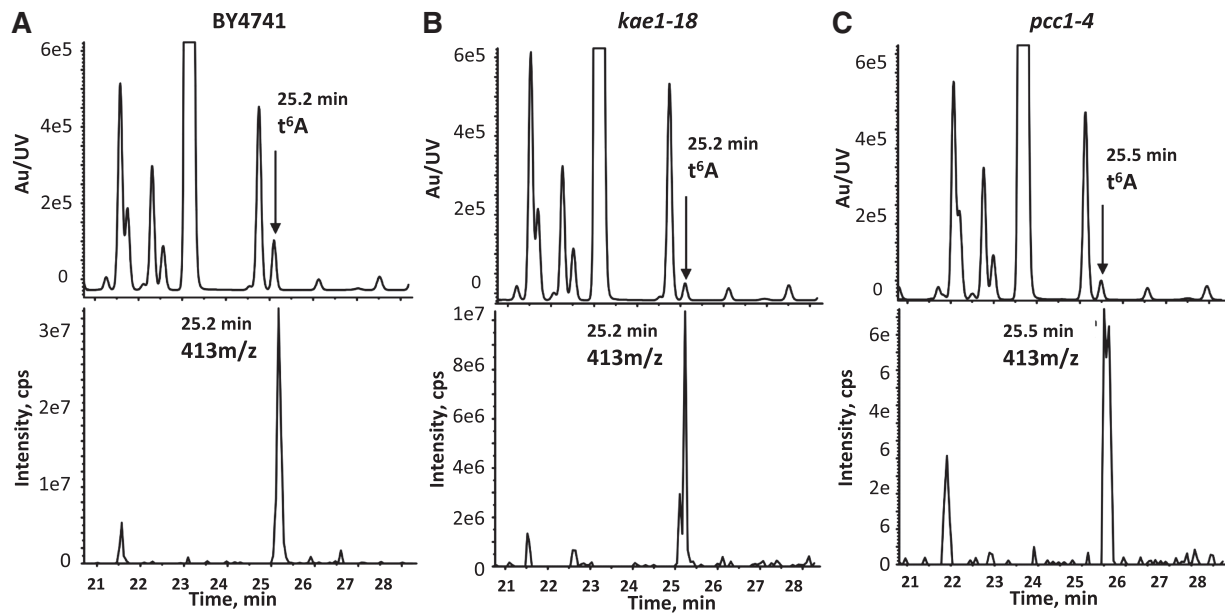 A
BY4741
6e5
4e5
2e5
0
Au/UV
25.2 min
t⁶A
3e7
2e7
1e7
0
Intensity, cps
25.2 min
413m/z
21 22 23 24 25 26 27 28
Time, min
B
kae1-18
6e5
4e5
2e5
0
Au/UV
25.2 min
t⁶A
1e7
8e6
6e6
4e6
2e6
0
Intensity, cps
25.2 min
413m/z
21 22 23 24 25 26 27 28
Time, min
C
pcc1-4
6e5
4e5
2e5
0
Au/UV
25.5 min
t⁶A
6e
6
4e
6
2e
6
0
Intensity, cps
25.5 min
413m/z
21 22 23 24 25 26 27 28
Time, min